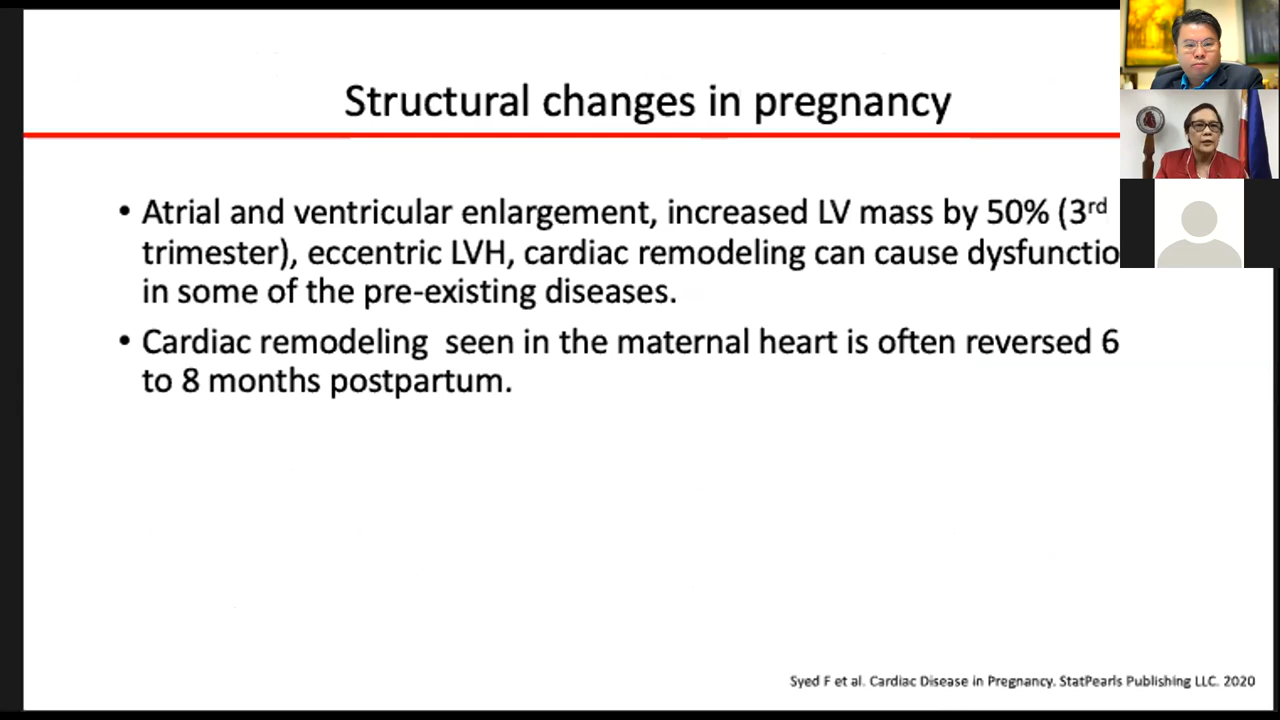 Structural changes in pregnancy
• Atrial and ventricular enlargement, increased LV mass by 50% (3rd
trimester), eccentric LVH, cardiac remodeling can cause
in some of the pre-existing diseases.
• Cardiac remodeling seen in the maternal heart is often reversed 6
to 8 months postpartum.
Syed F et al. Cardiac Disease in Pregnancy. StatPearls Publishing LLC. 2020